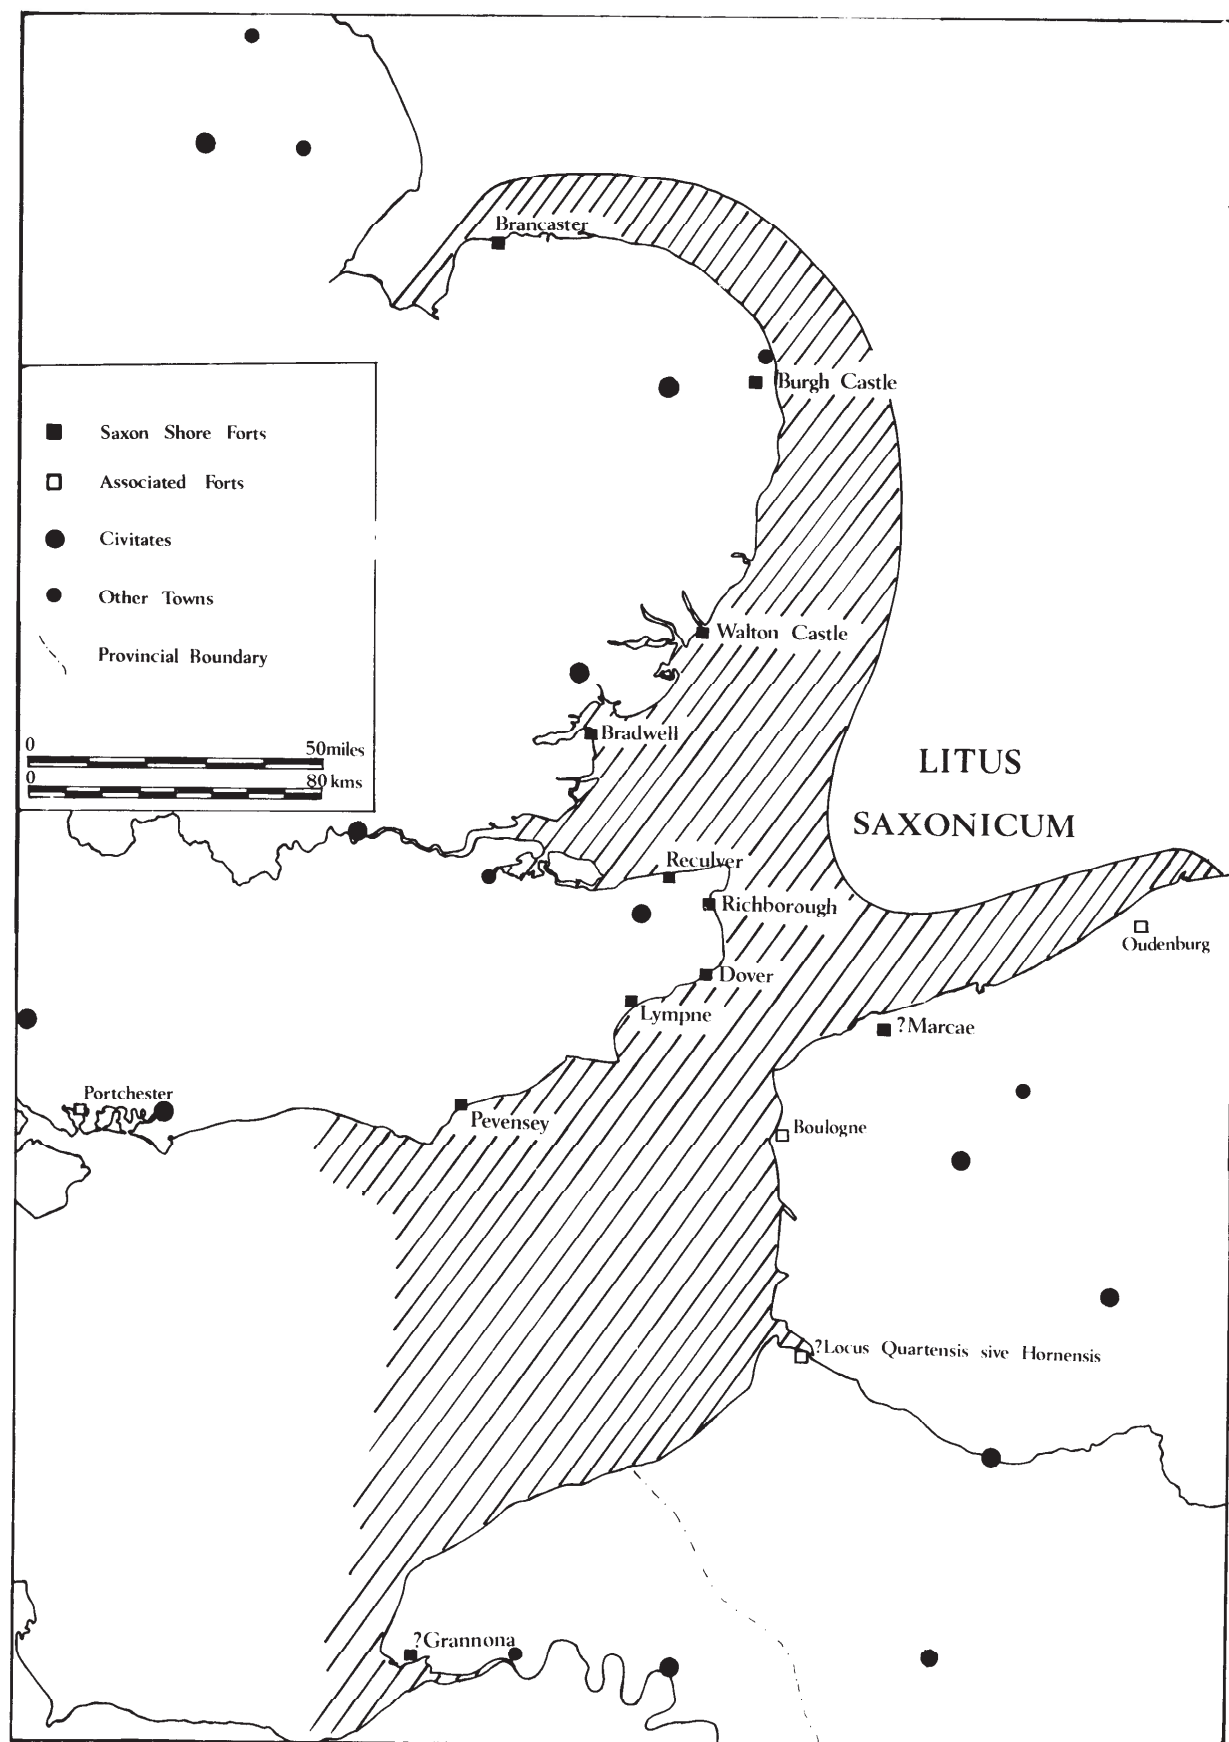 Brancaster
Burgh Castle
Saxon Shore Forts
Associated Forts
Civitates
Other Towns
Provincial Boundary
0 50miles
0 80kms
Walton Castle
Bradwell
LITUS
SAXONICUM
Reculver
Richborough
Oudenburg
Dover
Lympne
?Marcae
Portchester
Pevensey
Boulogne
?Locus Quartensis sive Hornensis
?Grannona